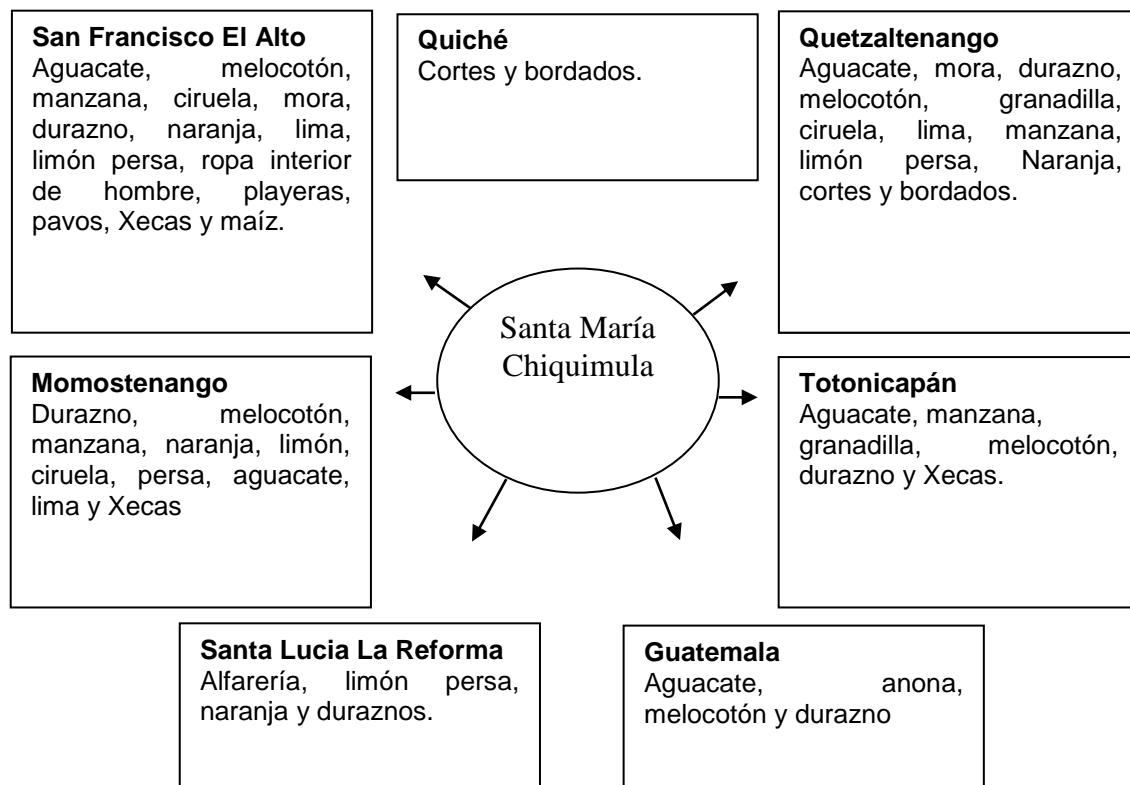 San Francisco El Alto
Aguacate, melocotón,
manzana, ciruela, mora,
durazno, naranja, lima,
limón persa, ropa interior
de hombre, playeras,
pavos, Xecas y maíz.
Quiché
Cortes y bordados.
Quetzaltenango
Aguacate, mora, durazno,
melocotón, granadilla,
ciruela, lima, manzana,
limón persa, Naranja,
cortes y bordados.
Santa María
Chiquimula
Momostenango
Durazno, melocotón,
manzana, naranja, limón,
ciruela, persa, aguacate,
lima y Xecas
Totonicapán
Aguacate, manzana,
granadilla, melocotón,
durazno y Xecas.
Santa Lucia La Reforma
Alfarería, limón persa,
naranja y duraznos.
Guatemala
Aguacate, anona,
melocotón y durazno